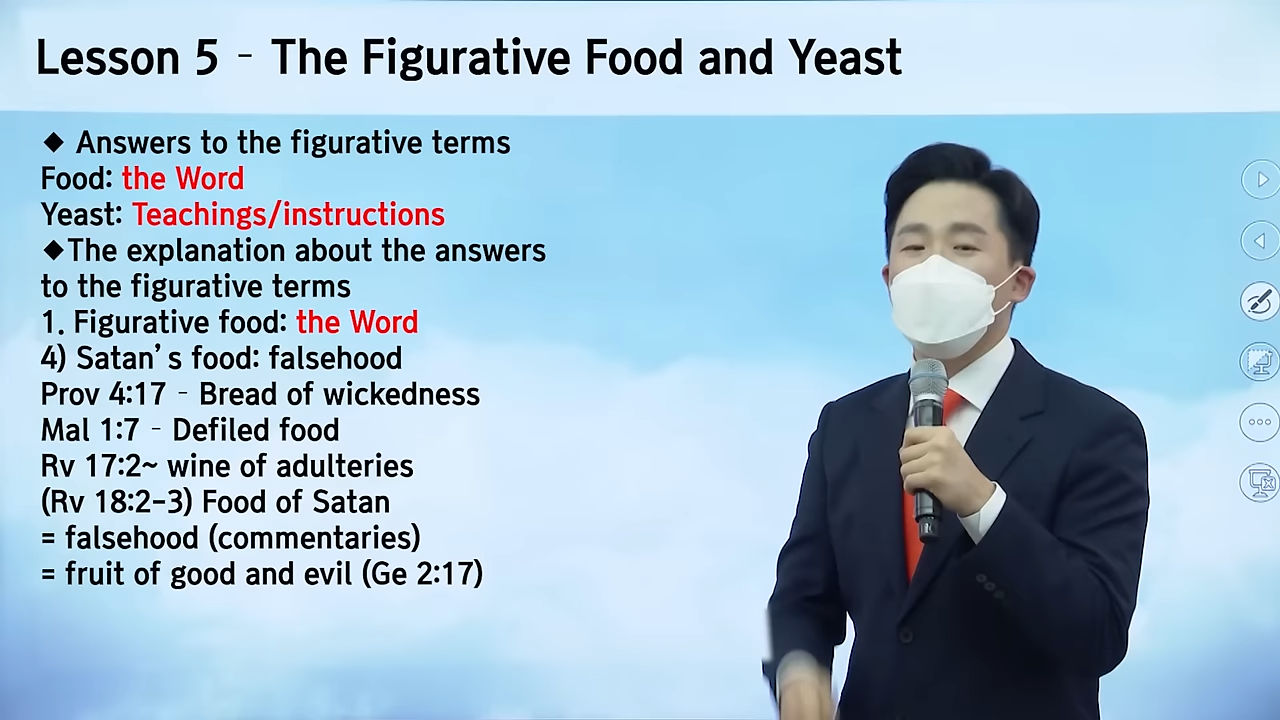 Lesson 5 - The Figurative Food and Yeast
◆ Answers to the figurative terms
Food: the Word
Yeast: Teachings/instructions
◆The explanation about the answers
to the figurative terms
1. Figurative food: the Word
4) Satan's food: falsehood
Prov 4:17 - Bread of wickedness
Mal 1:7 - Defiled food
Rv 17:2~ wine of adulteries
(Rv 18:2-3) Food of Satan
= falsehood (commentaries)
= fruit of good and evil (Ge 2:17)